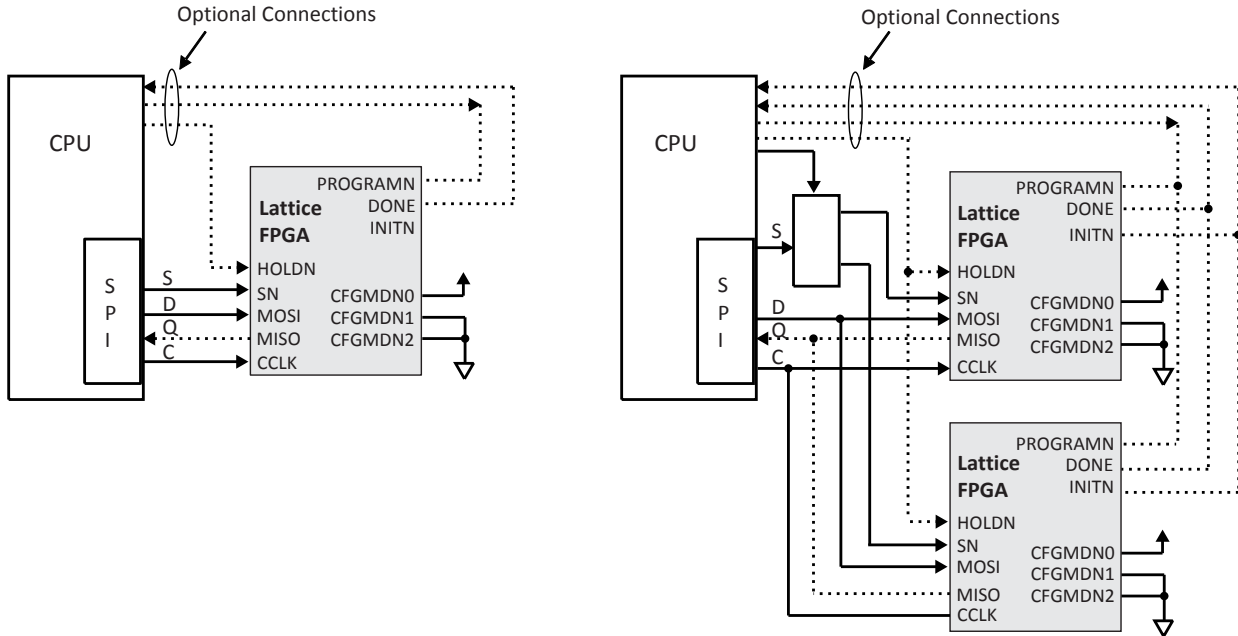 Optional Connections
CPU
S
P
I
S
D
Q
C
Lattice
FPGA
PROGRAMN
DONE
INITN
HOLDN
SN
MOSI
MISO
CCLK
CFGMDN0
CFGMDN1
CFGMDN2
Optional Connections
CPU
S
P
I
S
D
Q
C
Lattice
FPGA
PROGRAMN
DONE
INITN
HOLDN
SN
MOSI
MISO
CCLK
CFGMDN0
CFGMDN1
CFGMDN2
Lattice
FPGA
PROGRAMN
DONE
INITN
HOLDN
SN
MOSI
MISO
CCLK
CFGMDN0
CFGMDN1
CFGMDN2